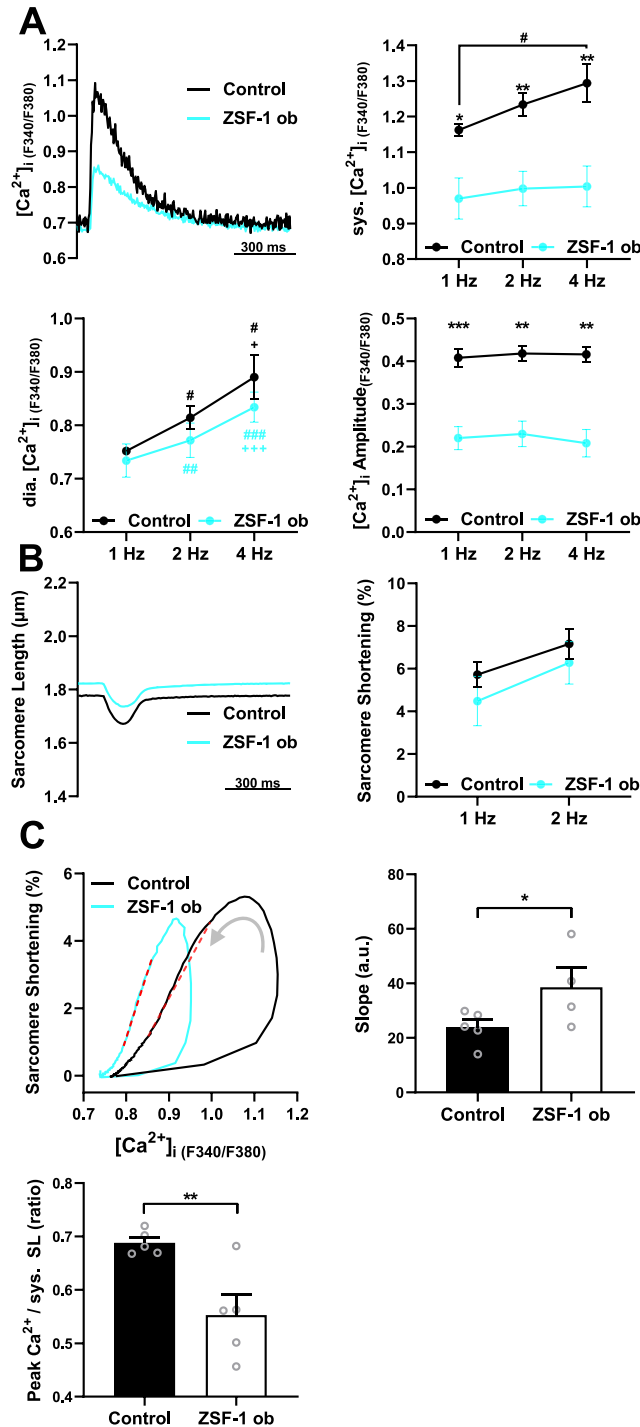 A
[Ca²⁺]i (F340/F380)
1.2
1.1
1.0
0.9
0.8
0.7
0.6
Control
ZSF-1 ob
300 ms
sys. [Ca²⁺]i (F340/F380)
1.4
1.3
1.2
1.1
1.0
0.9
0.8
#
*
**
**
Control
ZSF-1 ob
1 Hz
2 Hz
4 Hz
dia. [Ca²⁺]i (F340/F380)
1.0
0.9
0.8
0.7
0.6
#
#
+
##
###
+++
Control
ZSF-1 ob
1 Hz
2 Hz
4 Hz
[Ca²⁺]i Amplitude(F340/F380)
0.5
0.4
0.3
0.2
0.1
0.0
***
**
**
Control
ZSF-1 ob
1 Hz
2 Hz
4 Hz
B
Sarcomere Length (µm)
2.2
2.0
1.8
1.6
1.4
Control
ZSF-1 ob
300 ms
Sarcomere Shortening (%)
10
8
6
4
2
0
Control
ZSF-1 ob
1 Hz
2 Hz
C
Sarcomere Shortening (%)
6
4
2
0
Control
ZSF-1 ob
0.7
0.8
0.9
1.0
1.1
1.2
[Ca²⁺]i (F340/F380)
Slope (a.u.)
80
60
40
20
0
*
Control
ZSF-1 ob
Peak Ca²⁺ / sys. SL (ratio)
0.8
0.7
0.6
0.5
0.4
**
Control
ZSF-1 ob